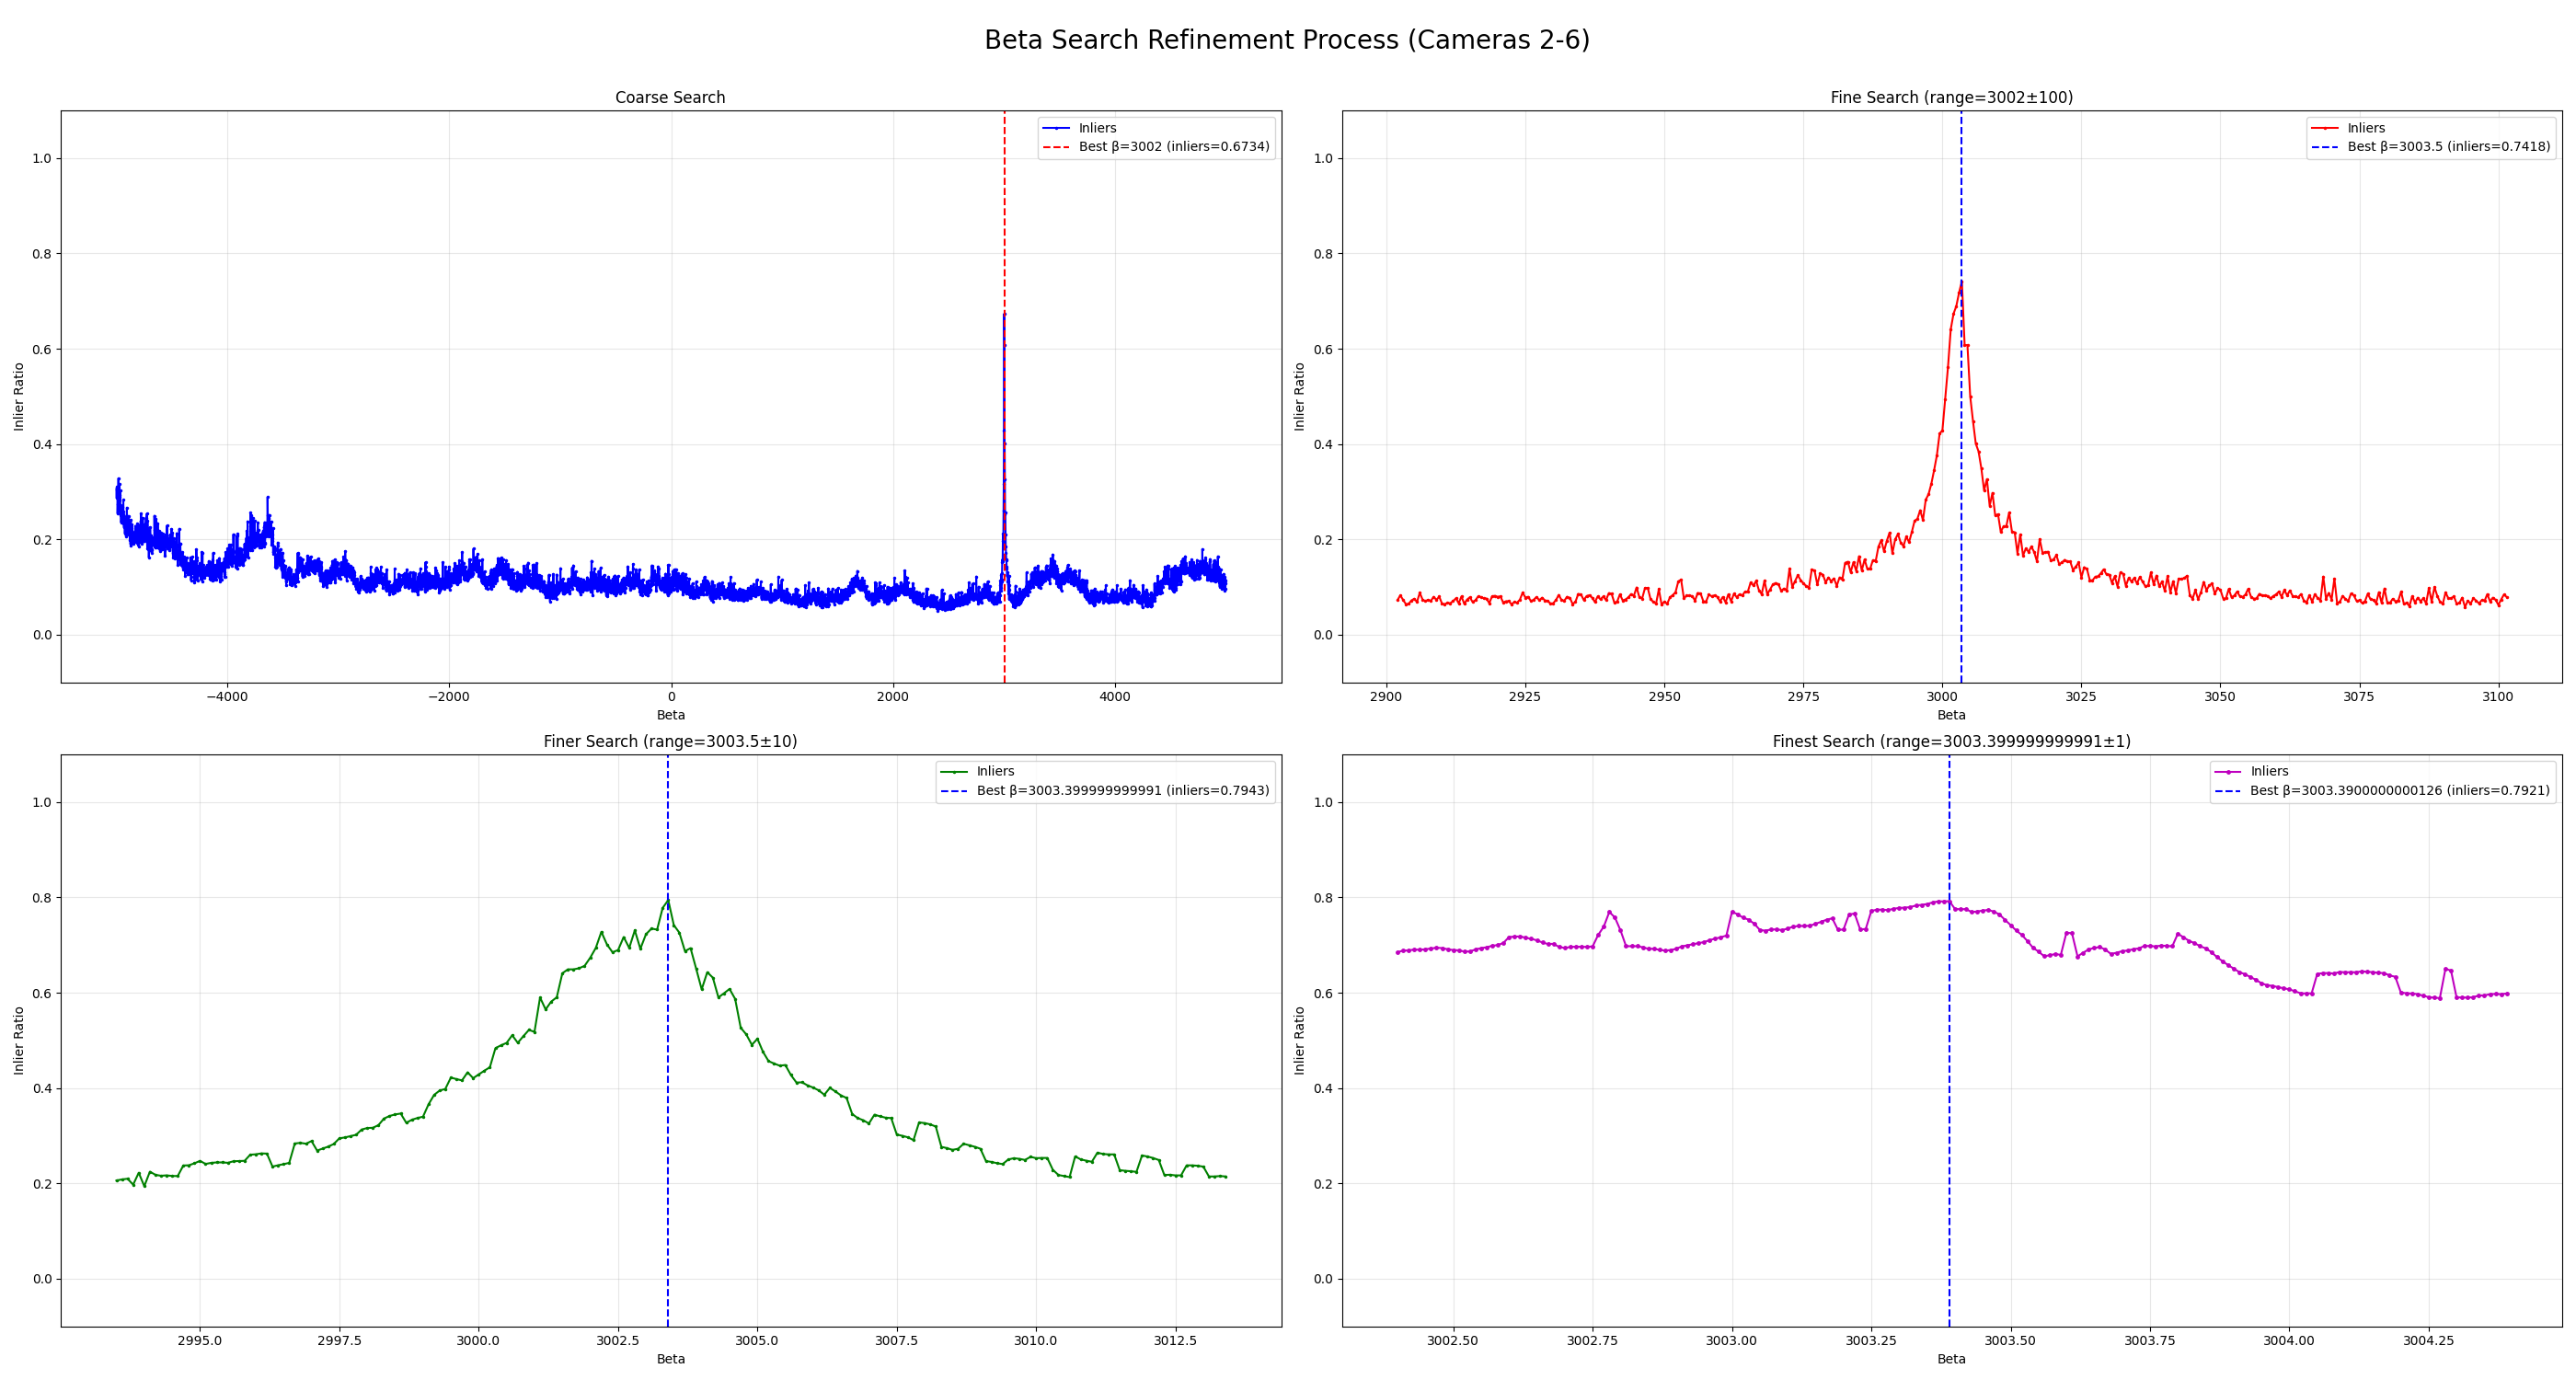 Beta Search Refinement Process (Cameras 2-6)
Coarse Search
Inliers
Best β=3002 (inliers=0.6734)
1.0
0.8
0.6
0.4
0.2
0.0
Inlier Ratio
−4000
−2000
0
2000
4000
Beta
Fine Search (range=3002±100)
Inliers
Best β=3003.5 (inliers=0.7418)
1.0
0.8
0.6
0.4
0.2
0.0
Inlier Ratio
2900
2925
2950
2975
3000
3025
3050
3075
3100
Beta
Finer Search (range=3003.5±10)
Inliers
Best β=3003.399999999991 (inliers=0.7943)
1.0
0.8
0.6
0.4
0.2
0.0
Inlier Ratio
2995.0
2997.5
3000.0
3002.5
3005.0
3007.5
3010.0
3012.5
Beta
Finest Search (range=3003.399999999991±1)
Inliers
Best β=3003.3900000000126 (inliers=0.7921)
1.0
0.8
0.6
0.4
0.2
0.0
Inlier Ratio
3002.50
3002.75
3003.00
3003.25
3003.50
3003.75
3004.00
3004.25
Beta